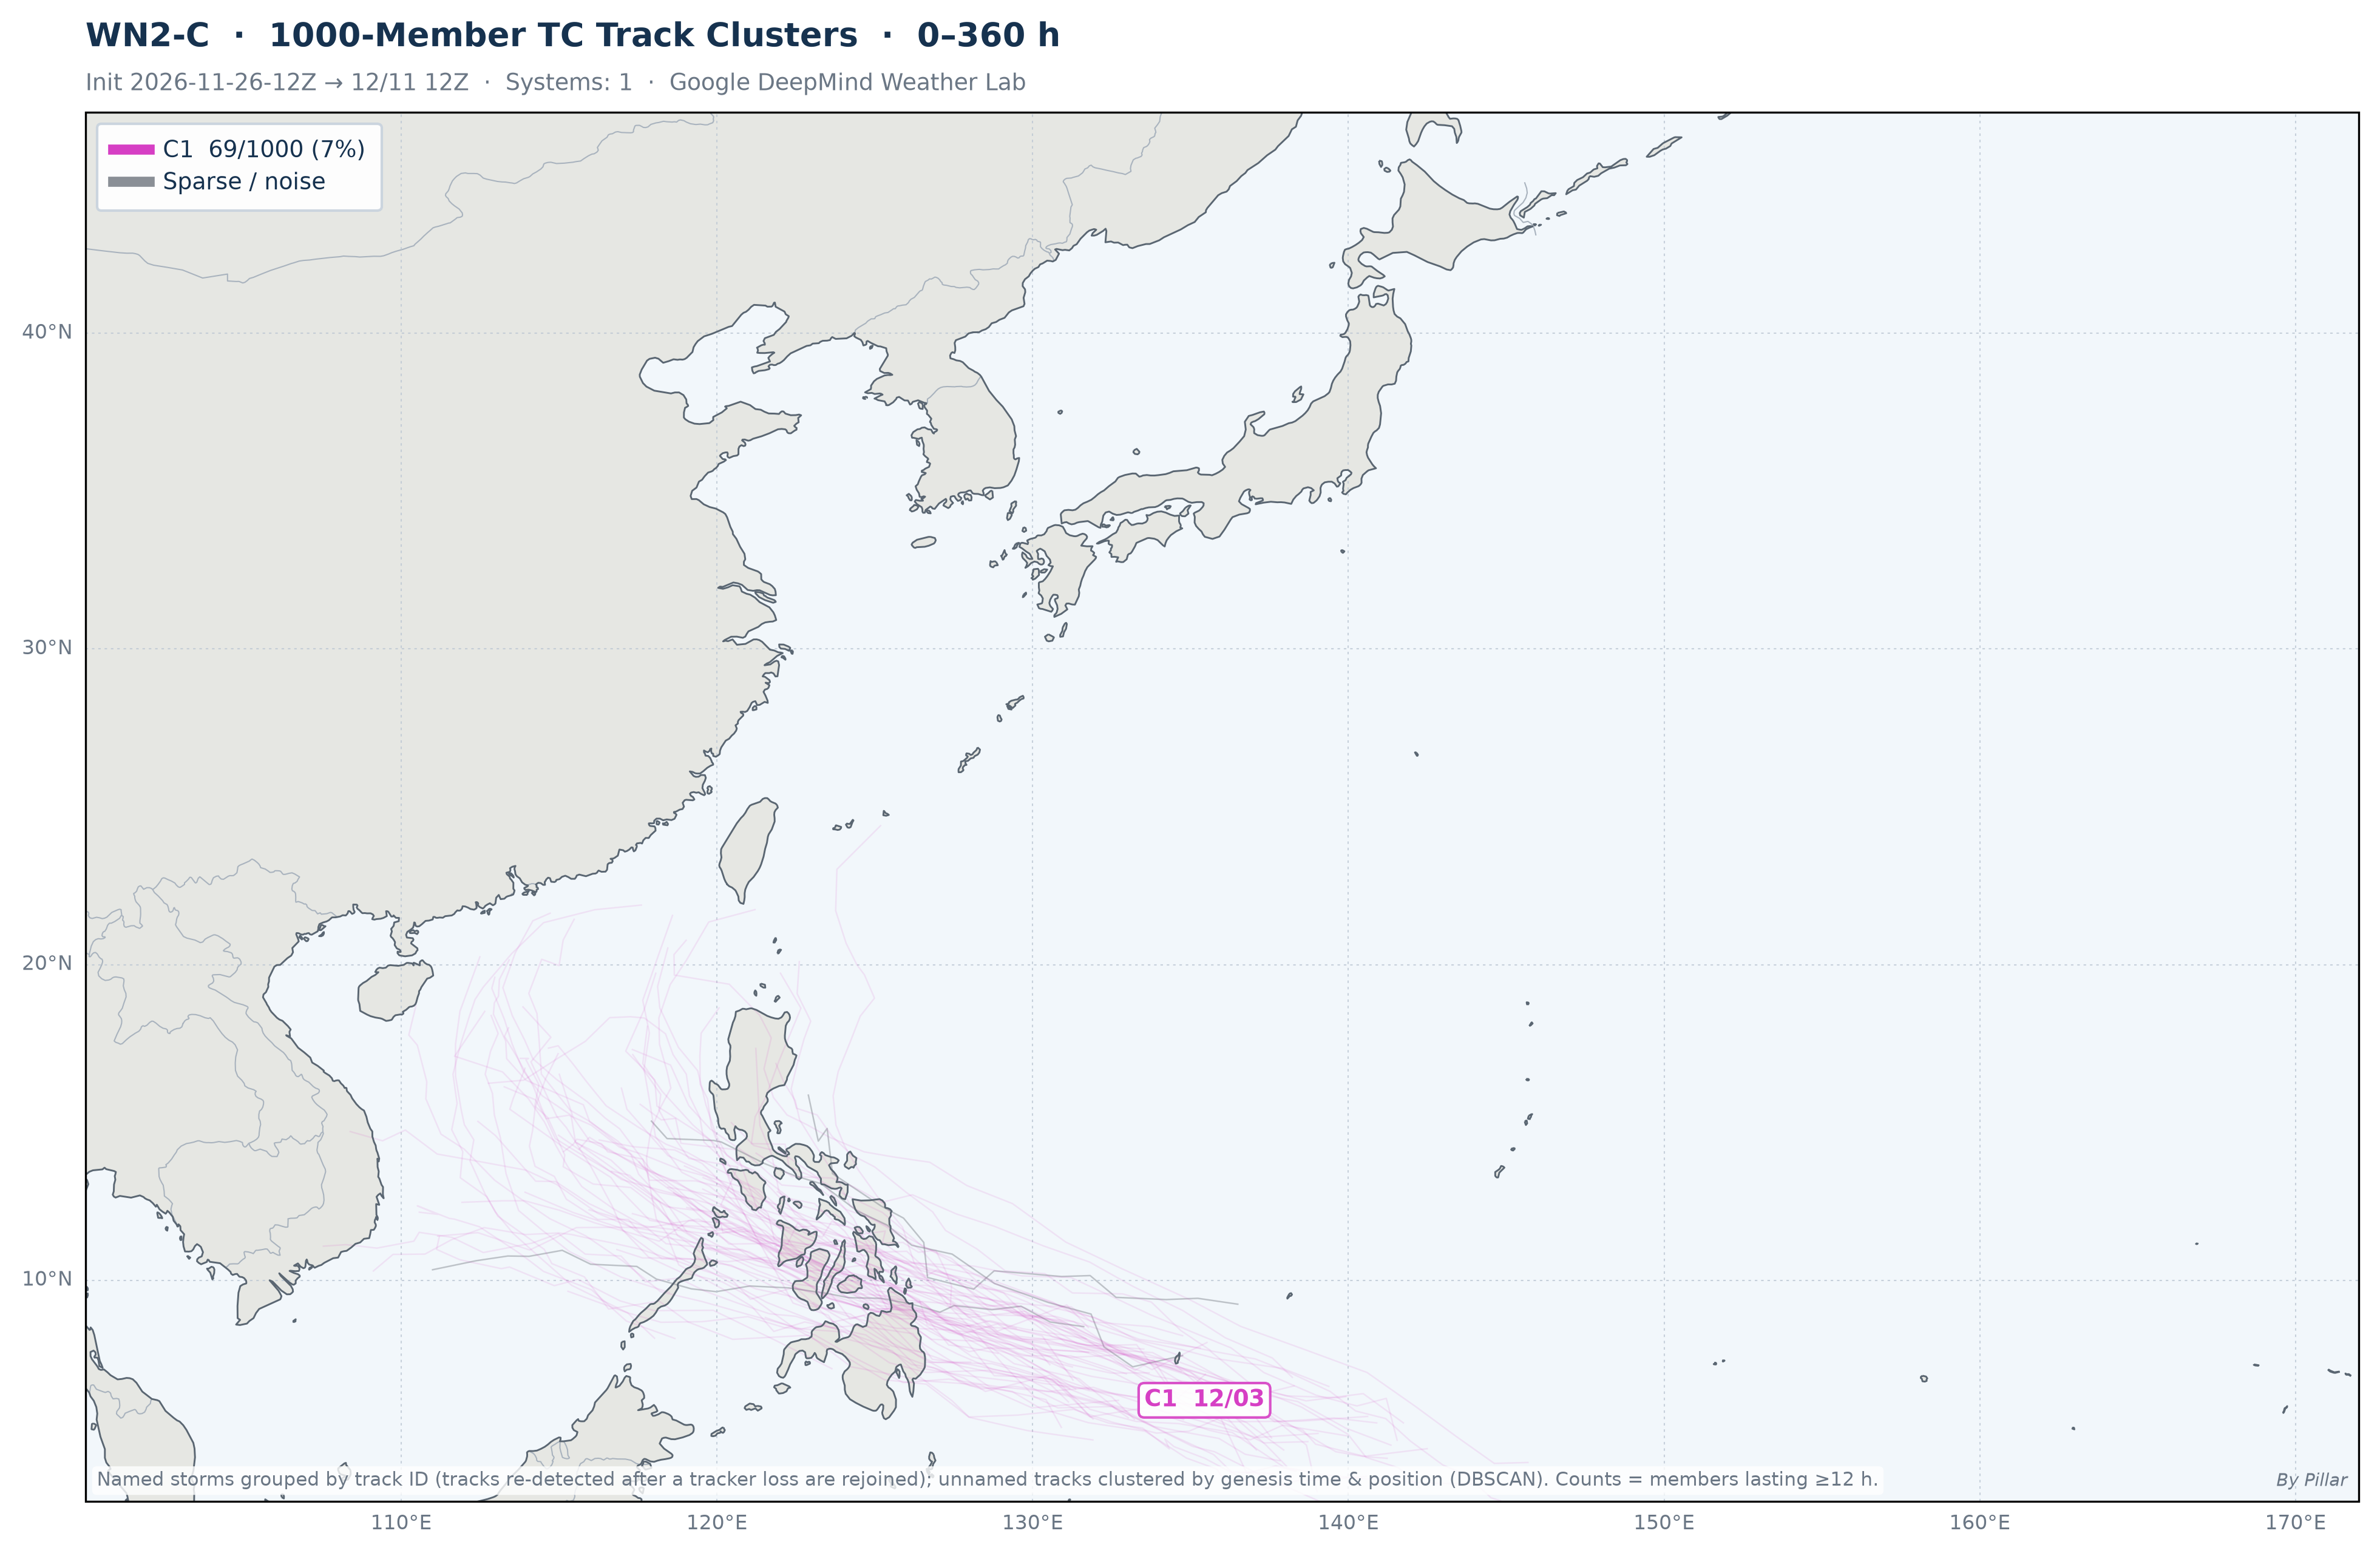 WN2-C · 1000-Member TC Track Clusters · 0–360 h
Init 2026-11-26-12Z → 12/11 12Z · Systems: 1 · Google DeepMind Weather Lab
C1 69/1000 (7%)
Sparse / noise
40°N
30°N
20°N
10°N
C1 12/03
Named storms grouped by track ID (tracks re-detected after a tracker loss are rejoined); unnamed tracks clustered by genesis time & position (DBSCAN). Counts = members lasting ≥12 h.
By Pillar
110°E
120°E
130°E
140°E
150°E
160°E
170°E